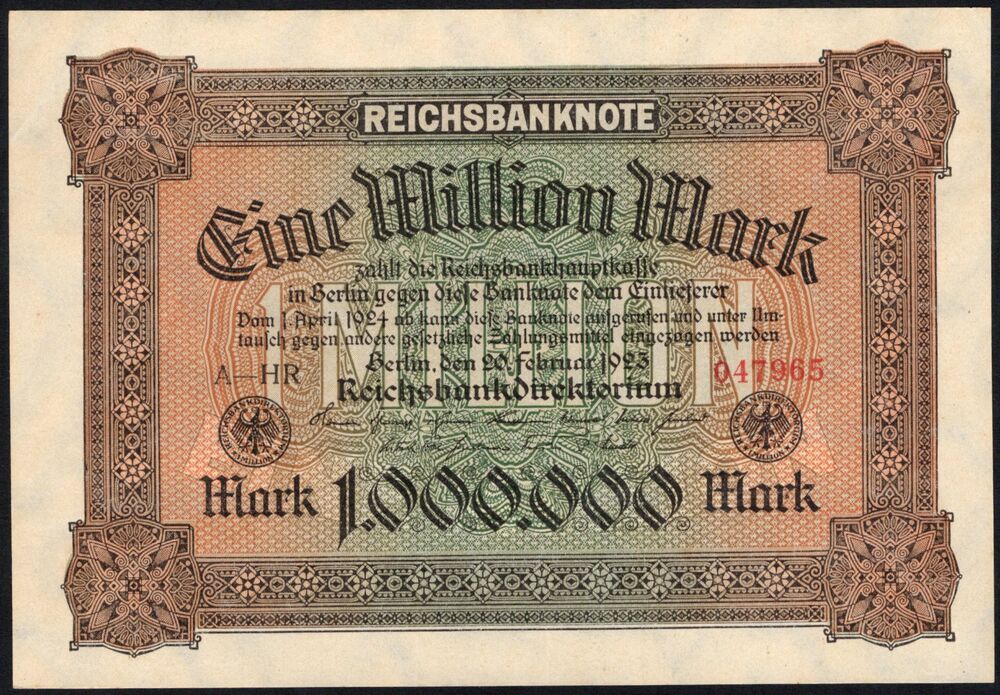 REICHSBANKNOTE
Eine Million Mark
zahlt die Reichsbankhauptkasse
in Berlin gegen diese Banknote dem Einlieferer
Vom 1. April 1924 ab kann diese Banknote aufgerufen und unter Um-
tausch gegen andere gesetzliche Zahlungsmittel eingezogen werden
Berlin, den 20. Februar 1923
A—HR
047965
Reichsbankdirektorium
1 MILLION
Mark 1.000.000 Mark